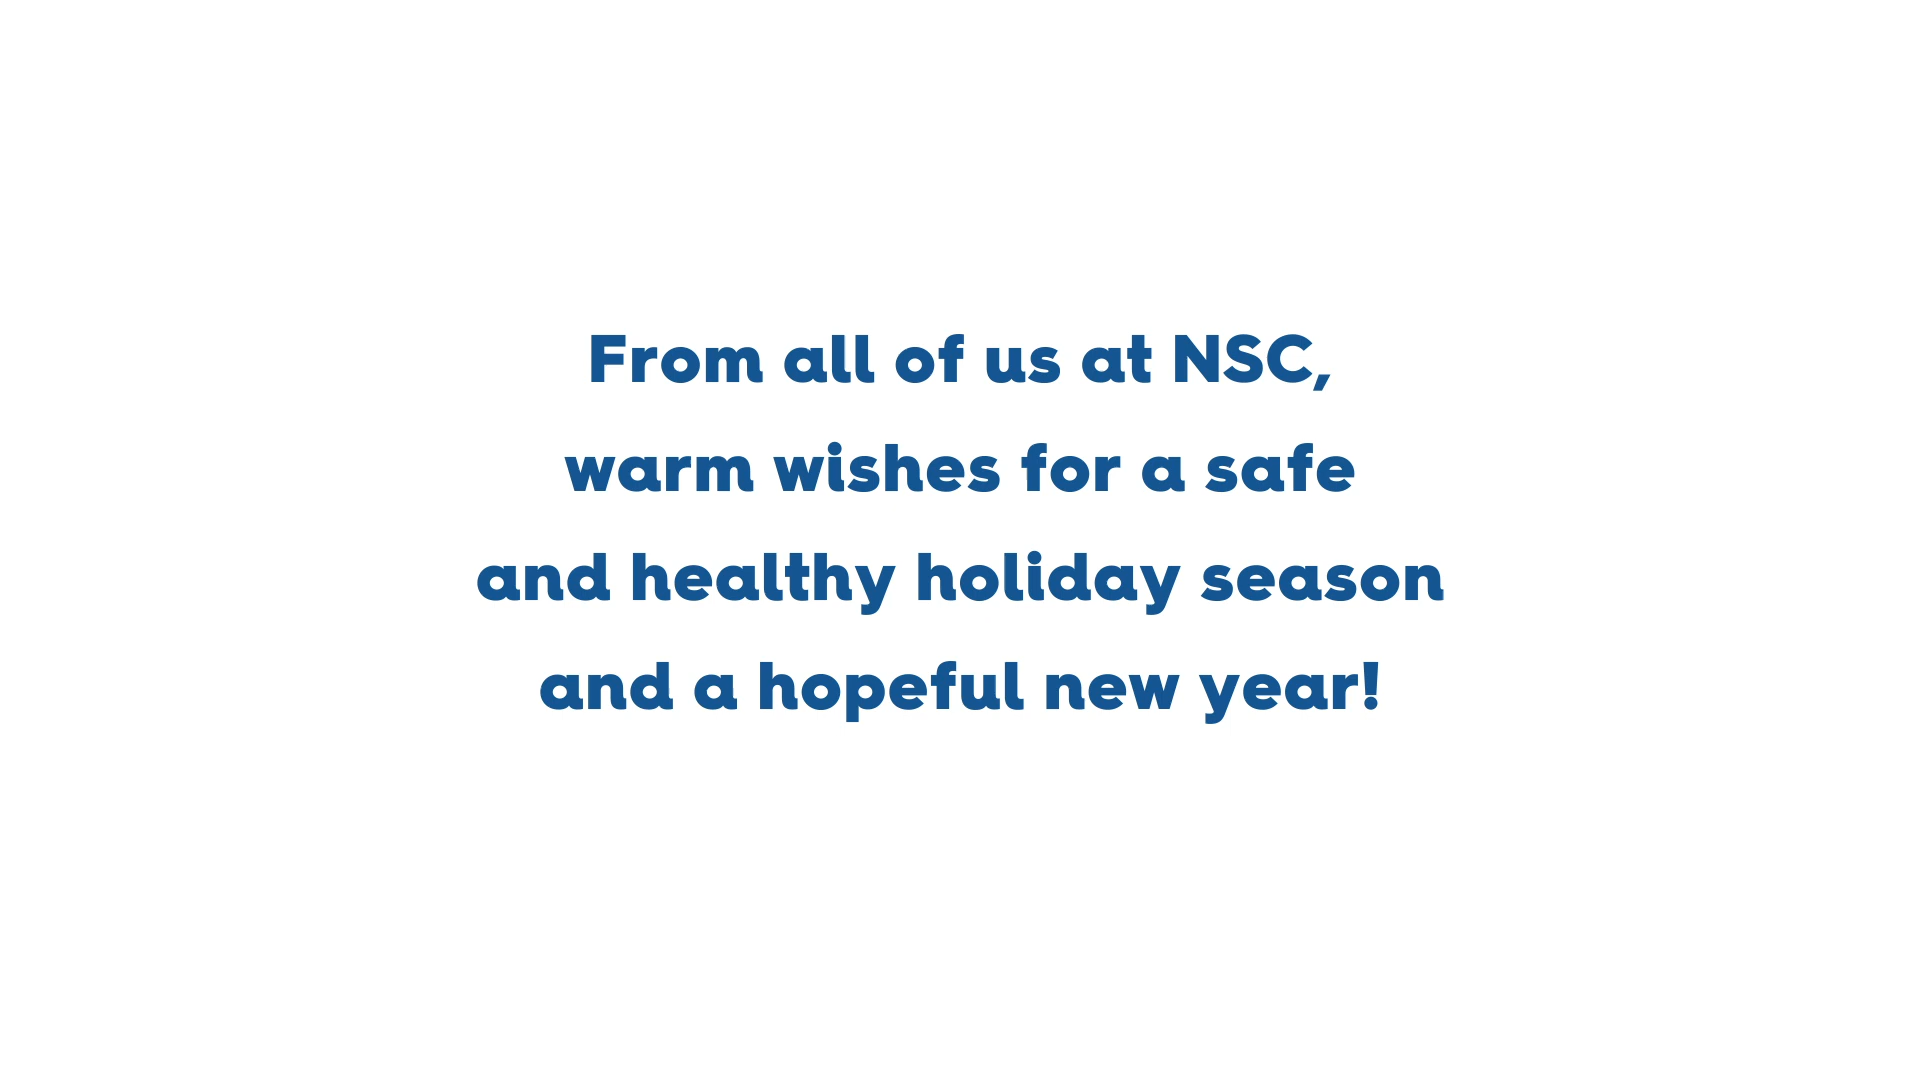 From all of us at NSC,
warm wishes for a safe
and healthy holiday season
and a hopeful new year!